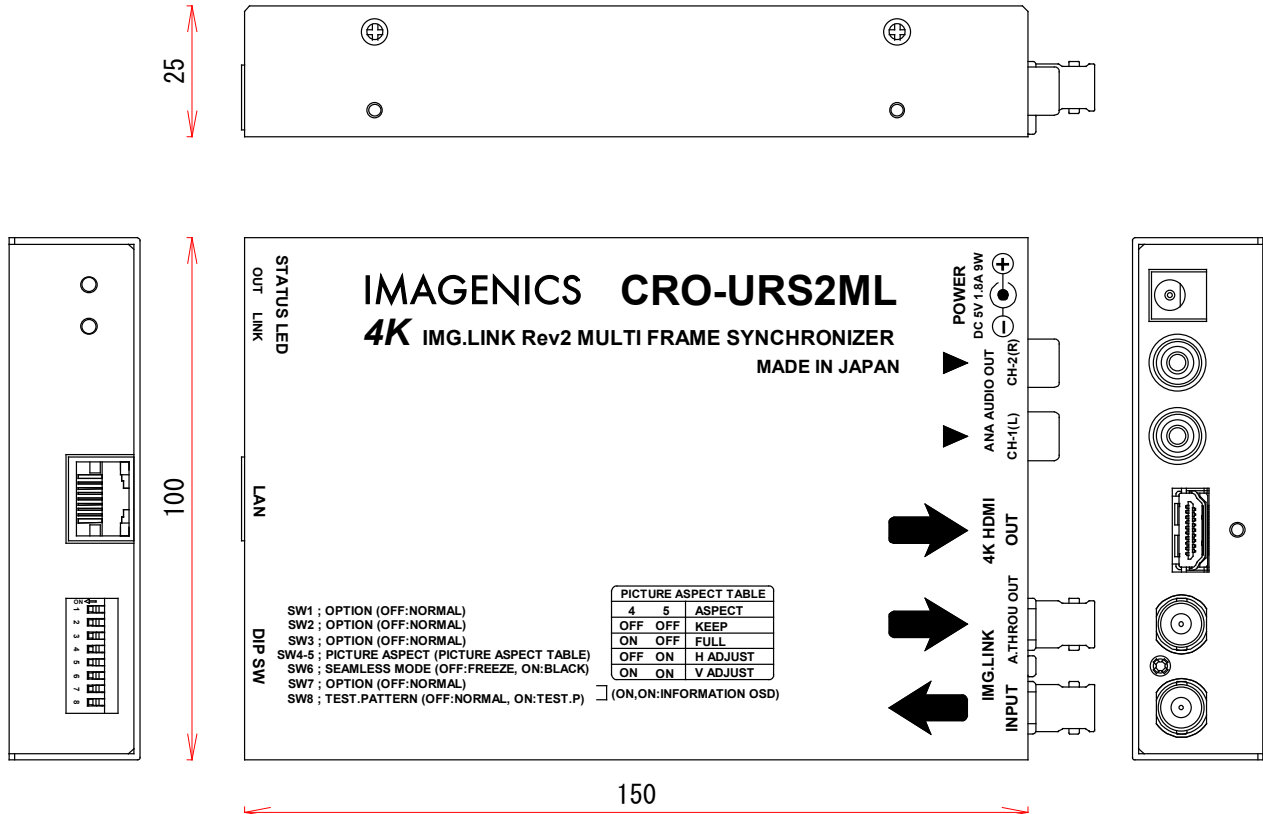 25
100
150
IMAGENICS CRO-URS2ML
4K IMG.LINK Rev2 MULTI FRAME SYNCHRONIZER
MADE IN JAPAN
STATUS LED
OUT LINK
LAN
DIP SW
SW1 ; OPTION (OFF:NORMAL)
SW2 ; OPTION (OFF:NORMAL)
SW3 ; OPTION (OFF:NORMAL)
SW4-5 ; PICTURE ASPECT (PICTURE ASPECT TABLE)
SW6 ; SEAMLESS MODE (OFF:FREEZE, ON:BLACK)
SW7 ; OPTION (OFF:NORMAL)
SW8 ; TEST.PATTERN (OFF:NORMAL, ON:TEST.P)
(ON,ON:INFORMATION OSD)
PICTURE ASPECT TABLE
4 5 ASPECT
OFF OFF KEEP
ON OFF FULL
OFF ON H ADJUST
ON ON V ADJUST
POWER
DC 5V 1.8A 9W
ANA AUDIO OUT
CH-2(R)
CH-1(L)
4K HDMI
OUT
IMG.LINK
A.THROU OUT
INPUT
ON
1
2
3
4
5
6
7
8